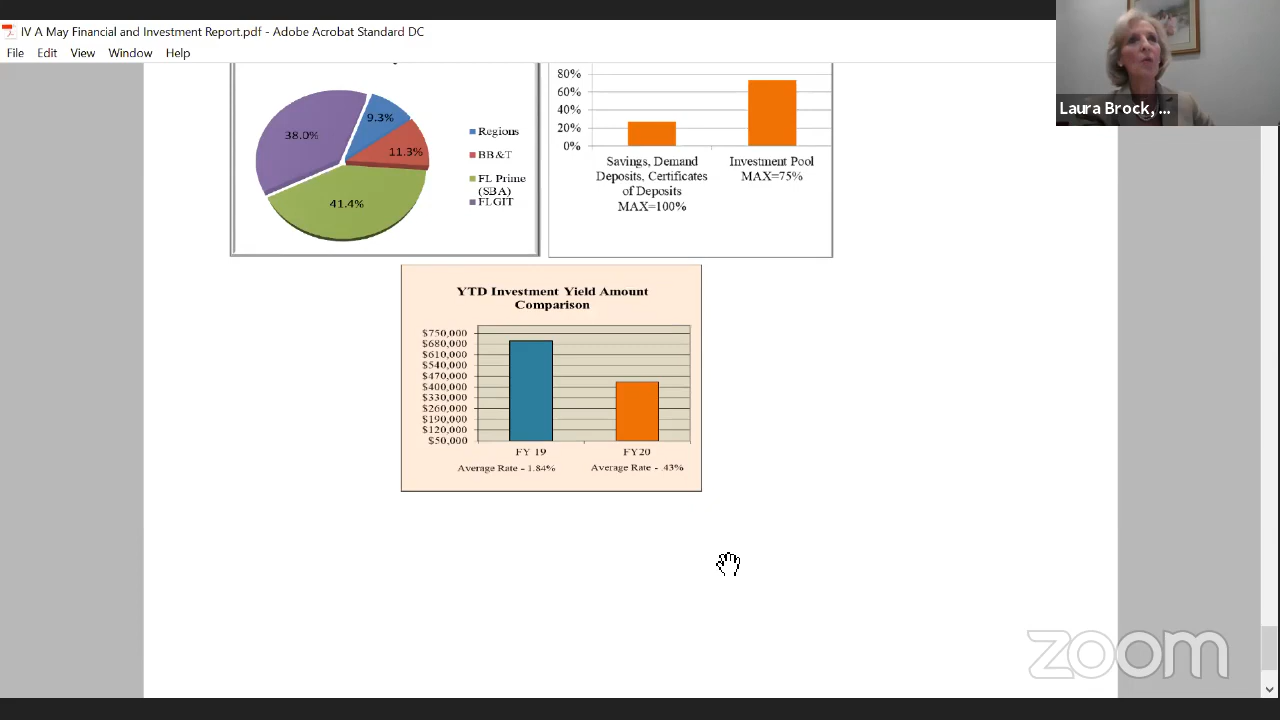 IV A May Financial and Investment Report.pdf - Adobe Acrobat Standard DC
File Edit View Window Help
Laura Brock, ...
38.0%
9.3%
11.3%
41.4%
Regions
BB&T
FL Prime
(SBA)
FLGIT
80%
60%
40%
20%
0%
Savings, Demand
Deposits, Certificates
of Deposits
MAX=100%
Investment Pool
MAX=75%
YTD Investment Yield Amount
Comparison
$750,000
$680,000
$610,000
$540,000
$470,000
$400,000
$330,000
$260,000
$190,000
$120,000
$50,000
FY 19
FY20
Average Rate - 1.84%
Average Rate - .43%
zoom